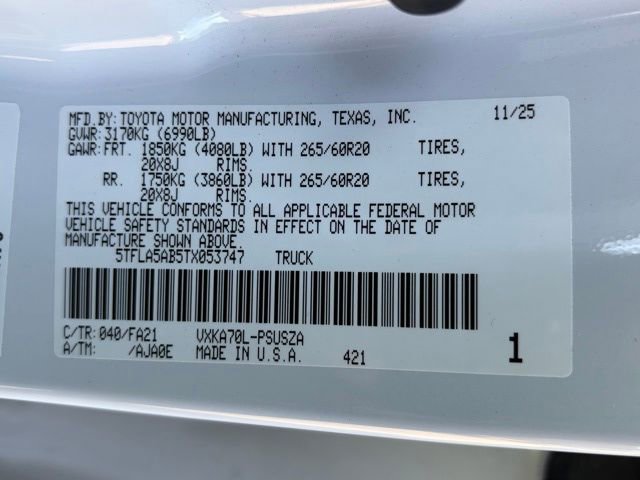 MFD.BY:TOYOTA MOTOR MANUFACTURING, TEXAS, INC. 11/25
GVWR:3170KG (6990LB)
GAWR:FRT. 1850KG (4080LB) WITH 265/60R20 TIRES,
20X8J RIMS.
RR. 1750KG (3860LB) WITH 265/60R20 TIRES,
20X8J RIMS.
THIS VEHICLE CONFORMS TO ALL APPLICABLE FEDERAL MOTOR
VEHICLE SAFETY STANDARDS IN EFFECT ON THE DATE OF
MANUFACTURE SHOWN ABOVE.
5TFLA5AB5TX053747 TRUCK
C/TR:040/FA21 VXKA70L-PSUSZA
A/TM: /AJA0E MADE IN U.S.A. 421 1